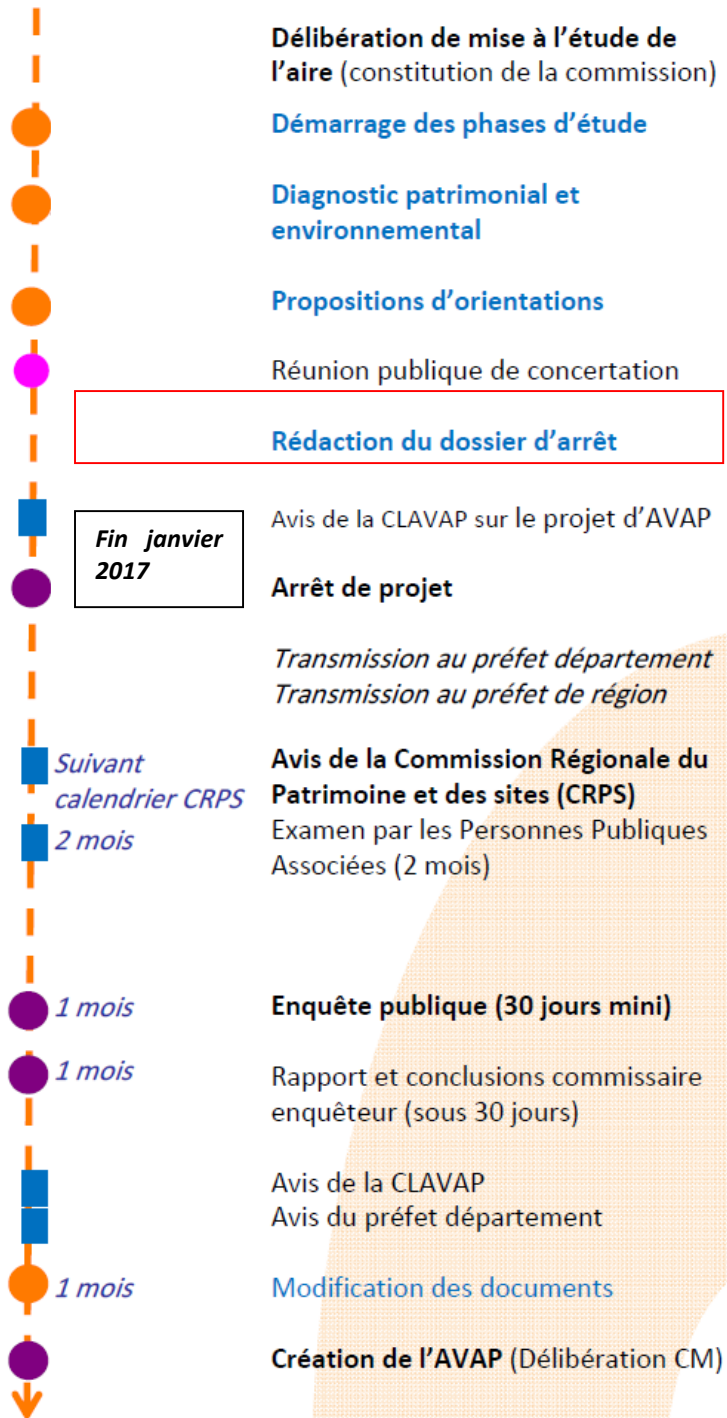 Délibération de mise à l'étude de
l'aire (constitution de la commission)
Démarrage des phases d'étude
Diagnostic patrimonial et
environnemental
Propositions d'orientations
Réunion publique de concertation
Rédaction du dossier d'arrêt
Avis de la CLAVAP sur le projet d'AVAP
Fin janvier
2017
Arrêt de projet
Transmission au préfet département
Transmission au préfet de région
Suivant
calendrier CRPS
Avis de la Commission Régionale du
Patrimoine et des sites (CRPS)
2 mois
Examen par les Personnes Publiques
Associées (2 mois)
1 mois
Enquête publique (30 jours mini)
1 mois
Rapport et conclusions commissaire
enquêteur (sous 30 jours)
Avis de la CLAVAP
Avis du préfet département
1 mois
Modification des documents
Création de l'AVAP (Délibération CM)